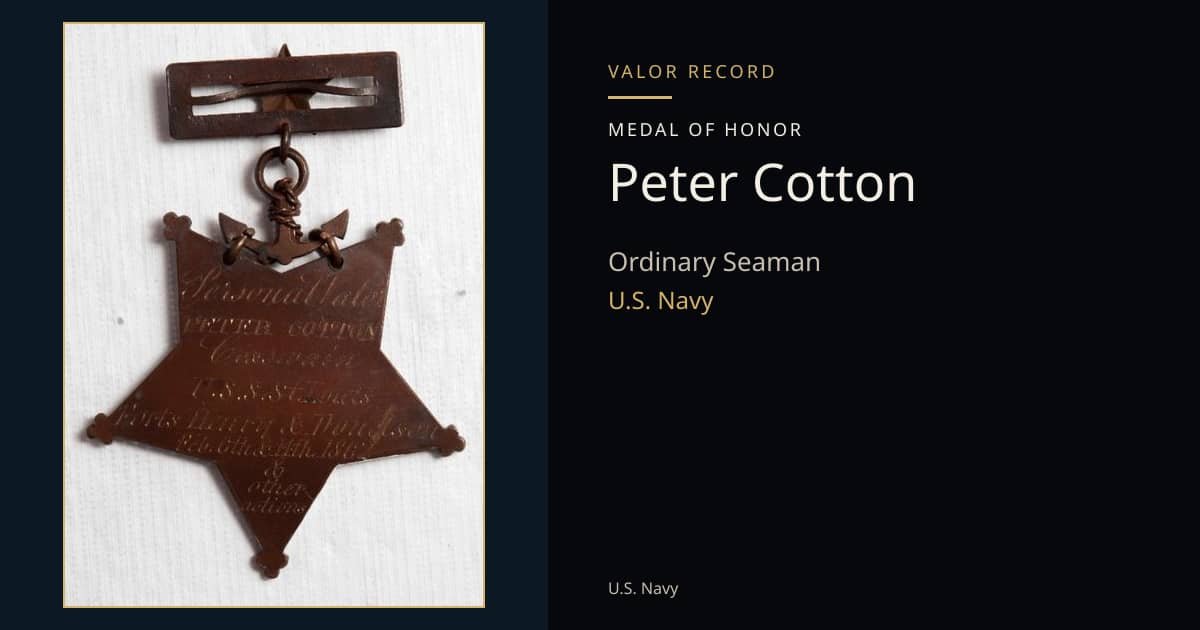 Personal Valor
PETER COTTON
Coxswain
U.S.S. St. Louis
Forts Henry & Donelson
Feb. 6th & 14th, 186
&
other
actions
VALOR RECORD
MEDAL OF HONOR
Peter Cotton
Ordinary Seaman
U.S. Navy
U.S. Navy